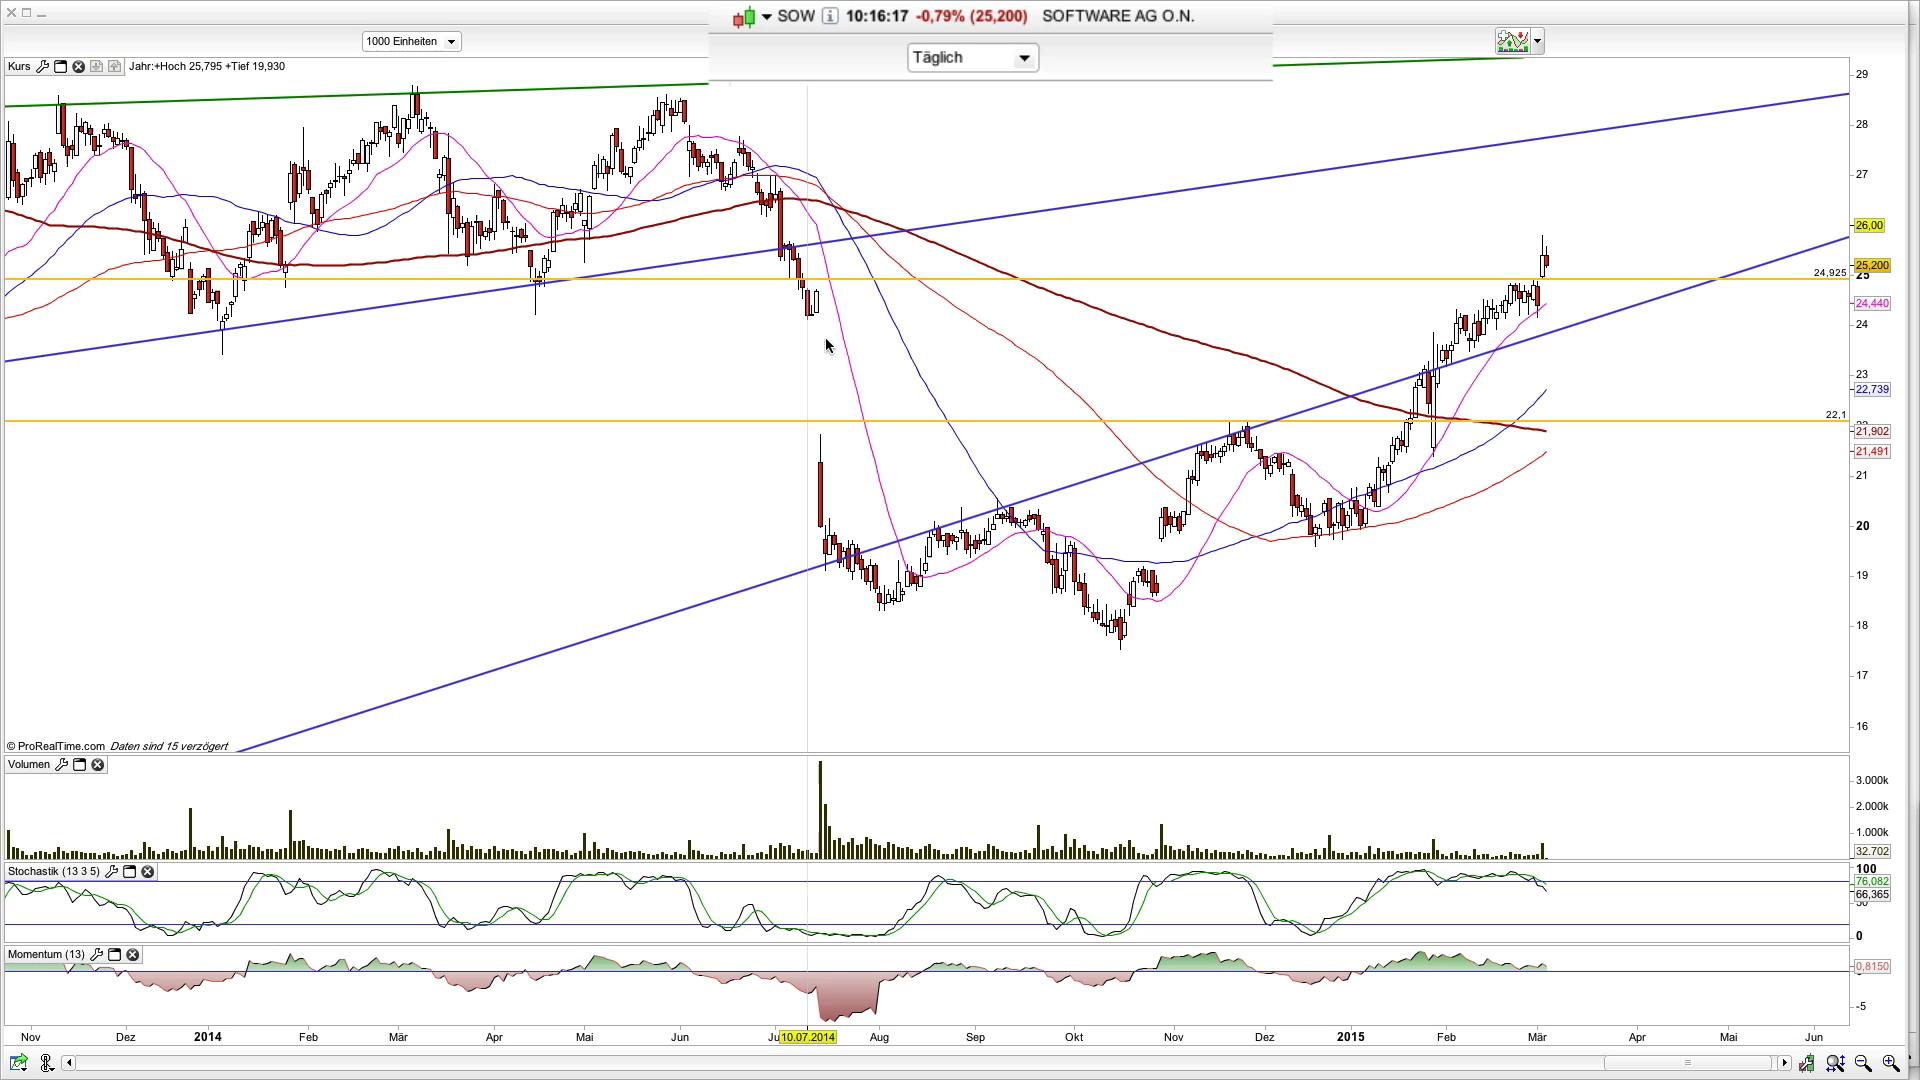 SOW 10:16:17 -0,79% (25,200) SOFTWARE AG O.N.
1000 Einheiten
Täglich
Kurs Jahr:+Hoch 25,795 +Tief 19,930
29
28
27
26,00
25,200
25
24,925
24,440
24
23
22,739
22,1
21,902
21,491
21
20
19
18
17
16
© ProRealTime.com Daten sind 15 verzögert
Volumen
3.000k
2.000k
1.000k
32.702
Stochastik (13 3 5)
100
76,082
66,365
50
0
Momentum (13)
0,8150
-5
Nov Dez 2014 Feb Mär Apr Mai Jun 10.07.2014 Aug Sep Okt Nov Dez 2015 Feb Mär Apr Mai Jun